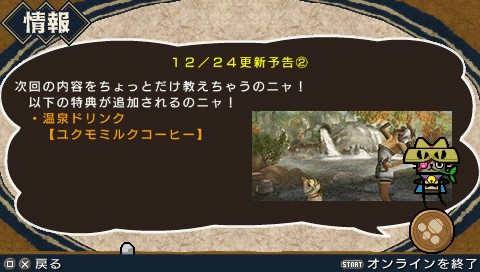 情報
12/24更新予告②
次回の内容をちょっとだけ教えちゃうのニャ!
以下の特典が追加されるのニャ!
・温泉ドリンク
【ユクモミルクコーヒー】
□×戻る
START オンラインを終了